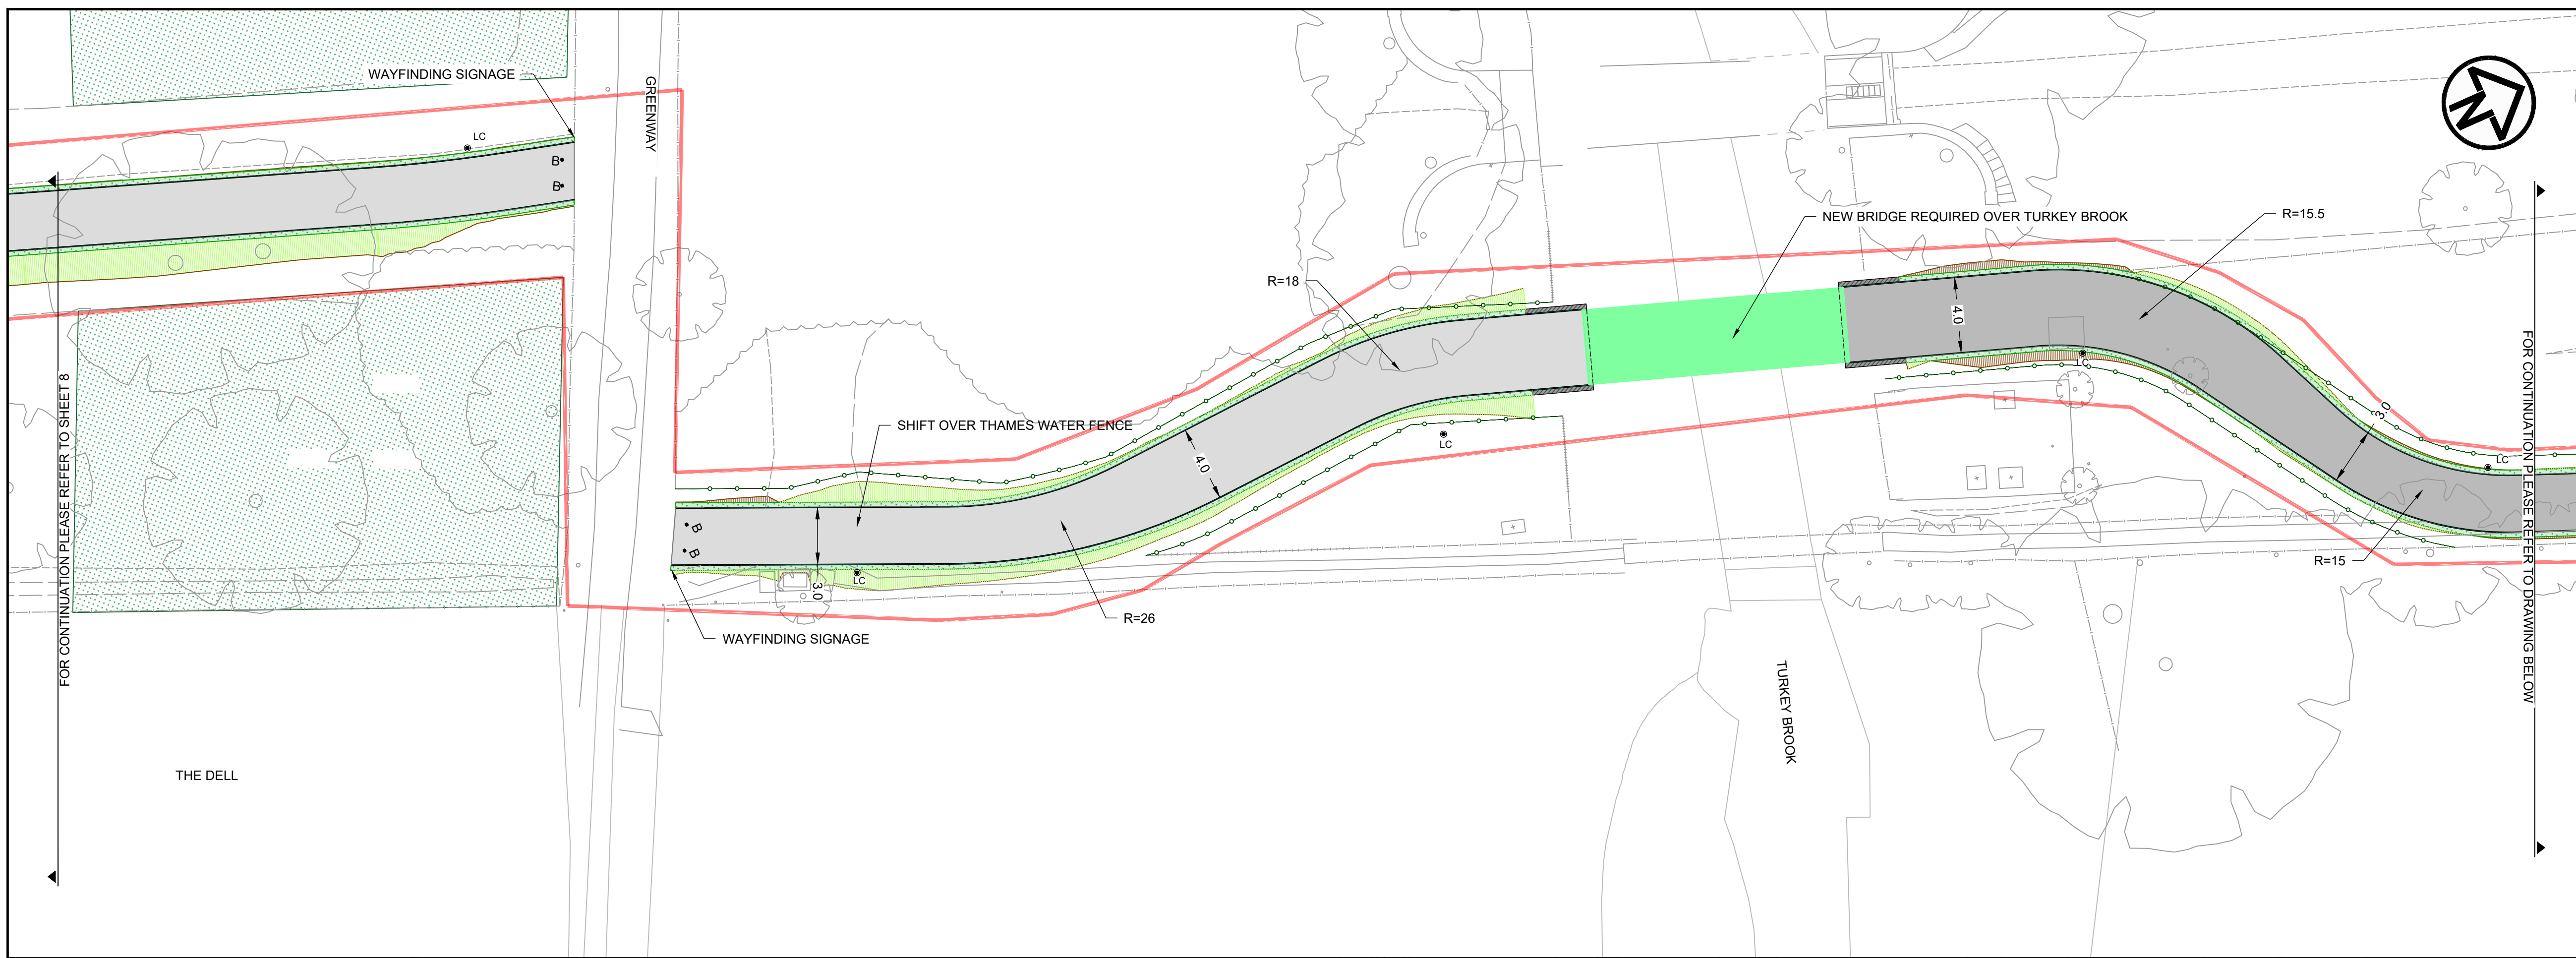 WAYFINDING SIGNAGE
GREENWAY
LC
B
B
N
NEW BRIDGE REQUIRED OVER TURKEY BROOK
R=15.5
R=18
4.0
LC
FOR CONTINUATION PLEASE REFER TO SHEET 8
SHIFT OVER THAMES WATER FENCE
4.0
LC
3.0
LC
FOR CONTINUATION PLEASE REFER TO DRAWING BELOW
B
B
LC
3.0
R=15
R=26
WAYFINDING SIGNAGE
TURKEY BROOK
THE DELL